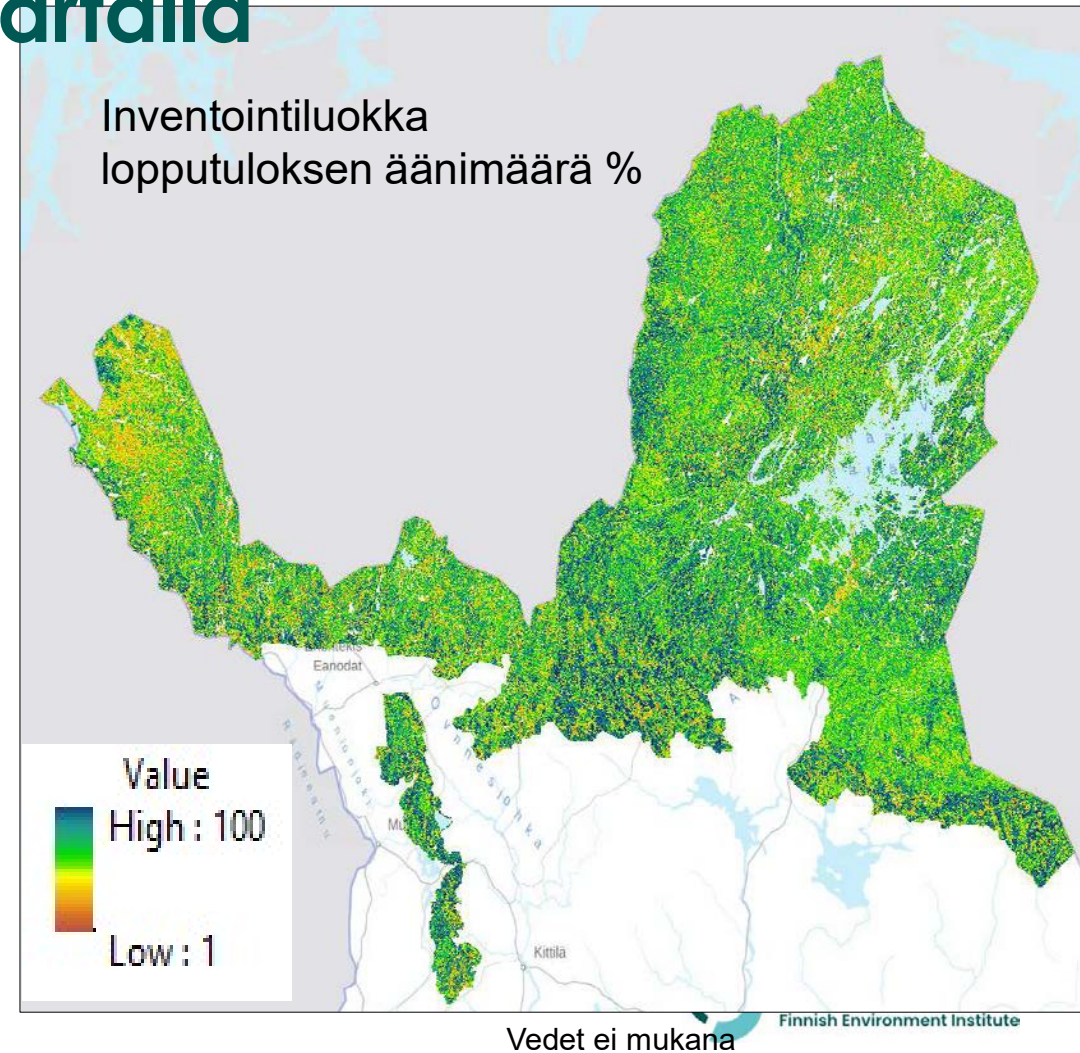 artalla
Inventointiluokka
lopputuloksen äänimäärä %
Eanodat
Kittilä
Value
High : 100
Low : 1
Finnish Environment Institute
Vedet ei mukana